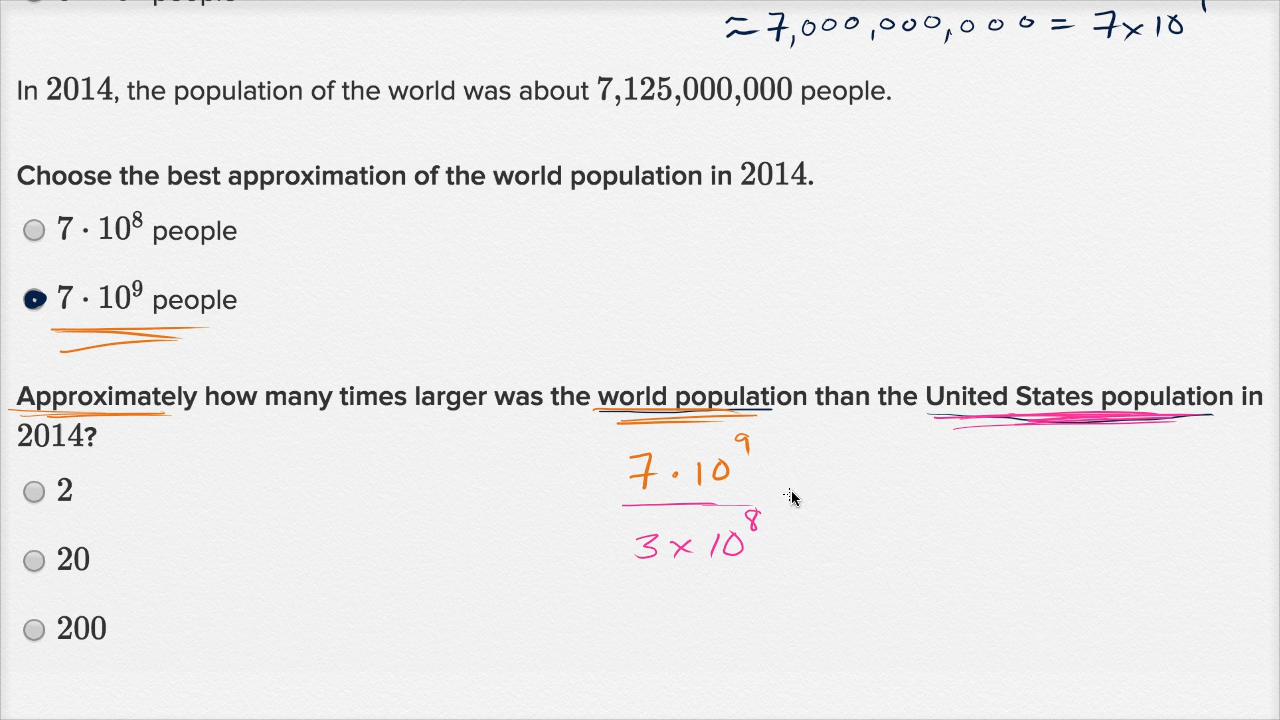 ≈ 7,000,000,000 = 7 x 10
In 2014, the population of the world was about 7,125,000,000 people.
Choose the best approximation of the world population in 2014.
7 · 10⁸ people
7 · 10⁹ people
Approximately how many times larger was the world population than the United States population in
2014?
7 · 10⁹
3 x 10⁸
2
20
200